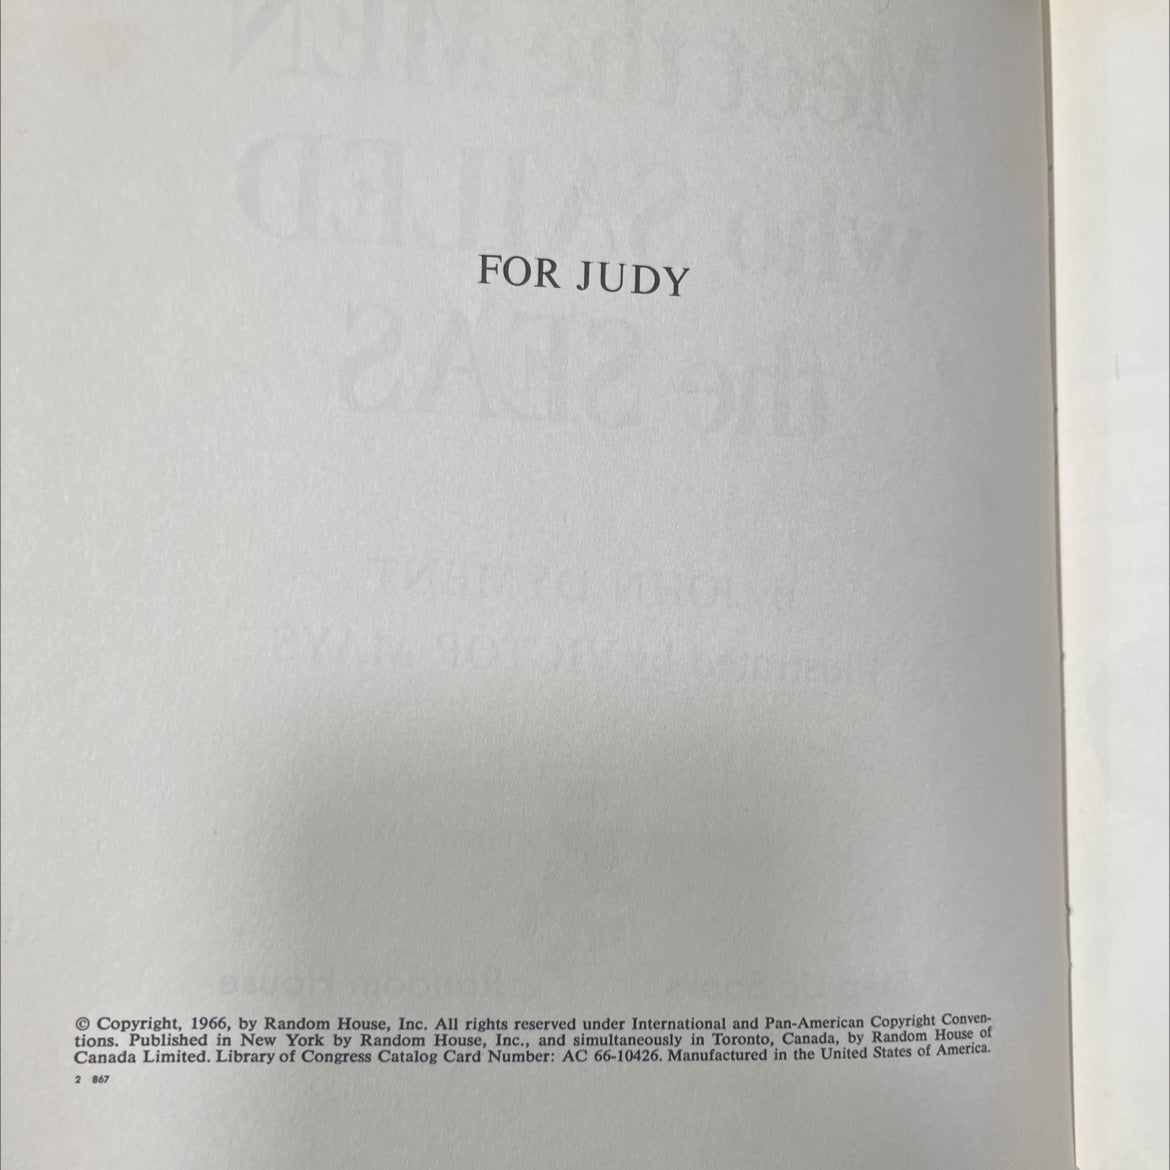 FOR JUDY
© Copyright, 1966, by Random House, Inc. All rights reserved under International and Pan-American Copyright Conven-
tions. Published in New York by Random House, Inc., and simultaneously in Toronto, Canada, by Random House of
Canada Limited. Library of Congress Catalog Card Number: AC 66-10426. Manufactured in the United States of America.
2 867